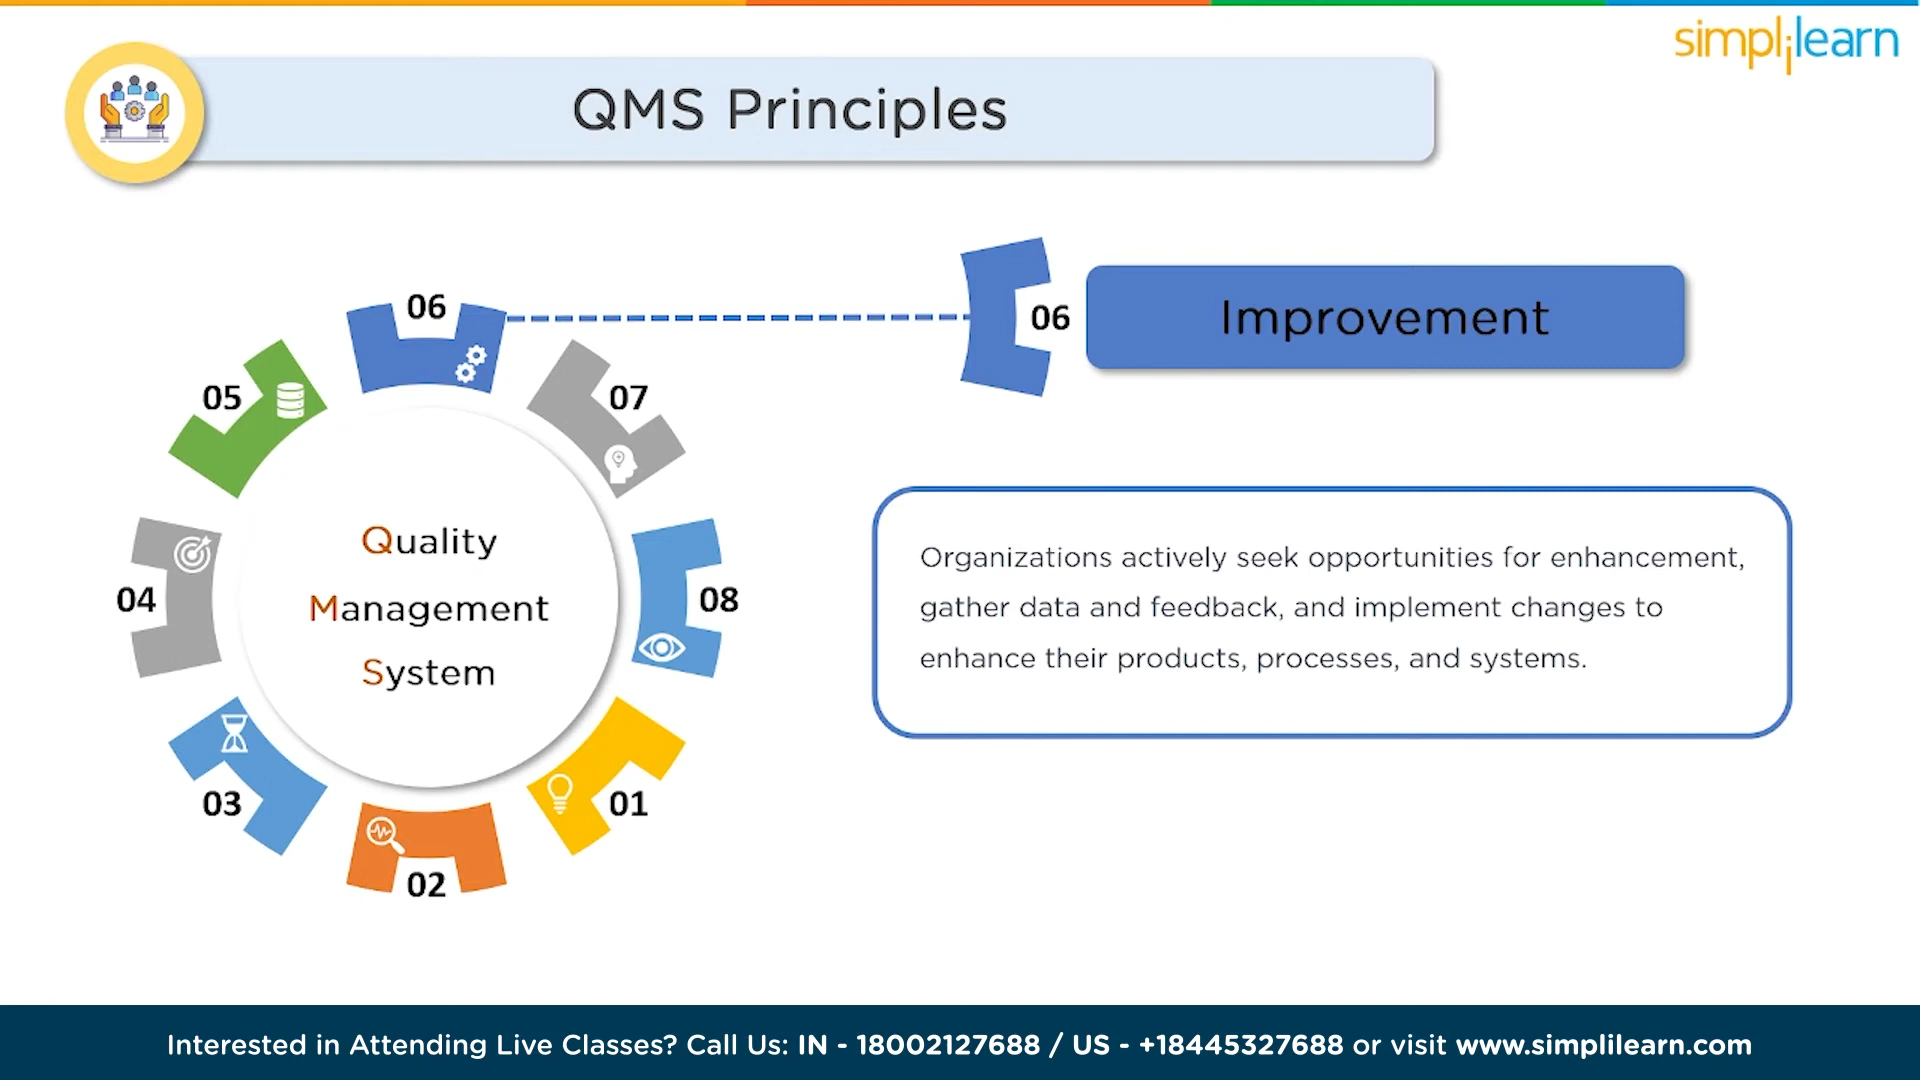 simplilearn
QMS Principles
06
06
Improvement
05
07
04
08
03
01
02
Quality
Management
System
Organizations actively seek opportunities for enhancement,
gather data and feedback, and implement changes to
enhance their products, processes, and systems.
Interested in Attending Live Classes? Call Us: IN - 18002127688 / US - +18445327688 or visit www.simplilearn.com